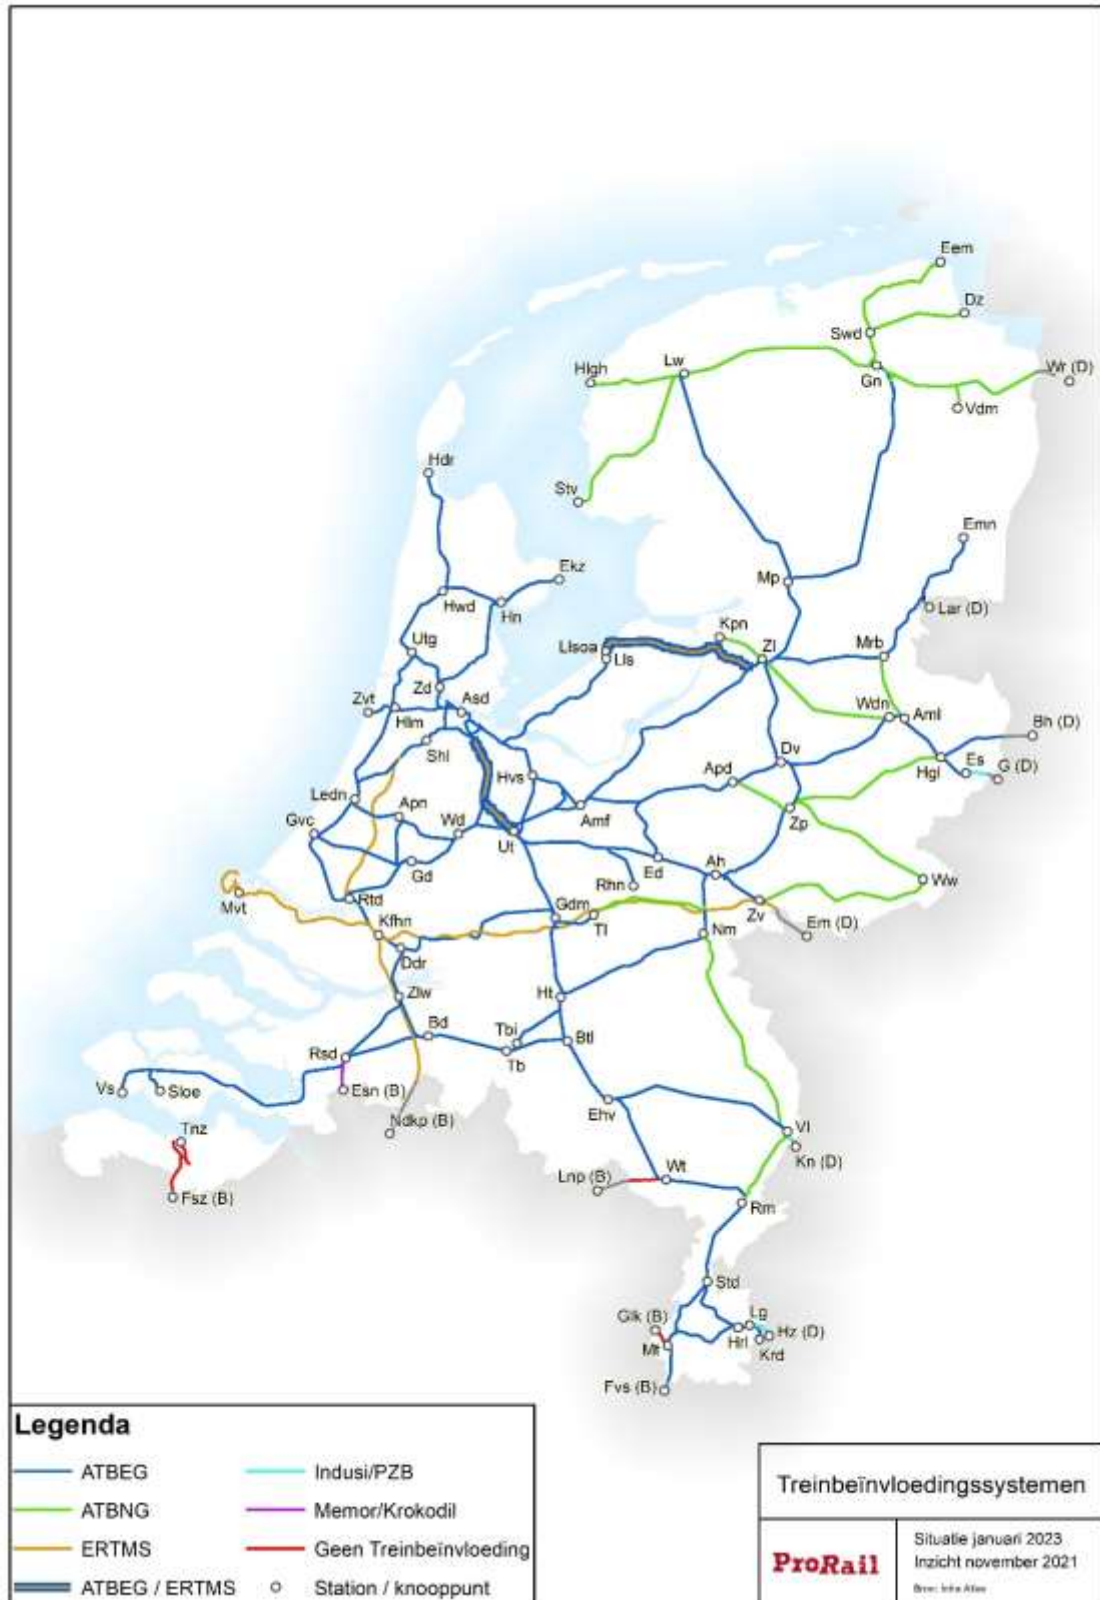 Eem
Dz
Swd
Hlgh
Lw
Gn
Wr (D)
Vdm
Hdr
Stv
Emn
Ekz
Mp
Hwd
Hn
Lar (D)
Kpn
Utg
Llsoa
Zl
Mrb
Lls
Zd
Asd
Zvt
Hlm
Wdn
Aml
Bh (D)
Shl
Dv
Hgl
Es
G (D)
Hvs
Apd
Ledn
Apn
Gvc
Wd
Amf
Zp
Ut
Gd
Ed
Ah
Rhn
Ww
Mvt
Rtd
Zv
Kfhn
Gdm
Tl
Nm
Em (D)
Ddr
Zlw
Ht
Bd
Tbi
Btl
Rsd
Tb
Vs
Sloe
Esn (B)
Ndkp (B)
Ehv
Tnz
Vl
Kn (D)
Fsz (B)
Lnp (B)
Wt
Rm
Std
Glk (B)
Lg
Hz (D)
Mt
Hrl
Krd
Fvs (B)
Legenda
ATBEG
Indusi/PZB
ATBNG
Memor/Krokodil
ERTMS
Geen Treinbeïnvloeding
ATBEG / ERTMS
Station / knooppunt
Treinbeïnvloedingssystemen
ProRail
Situatie januari 2023
Inzicht november 2021
Bron: Infra Atlas